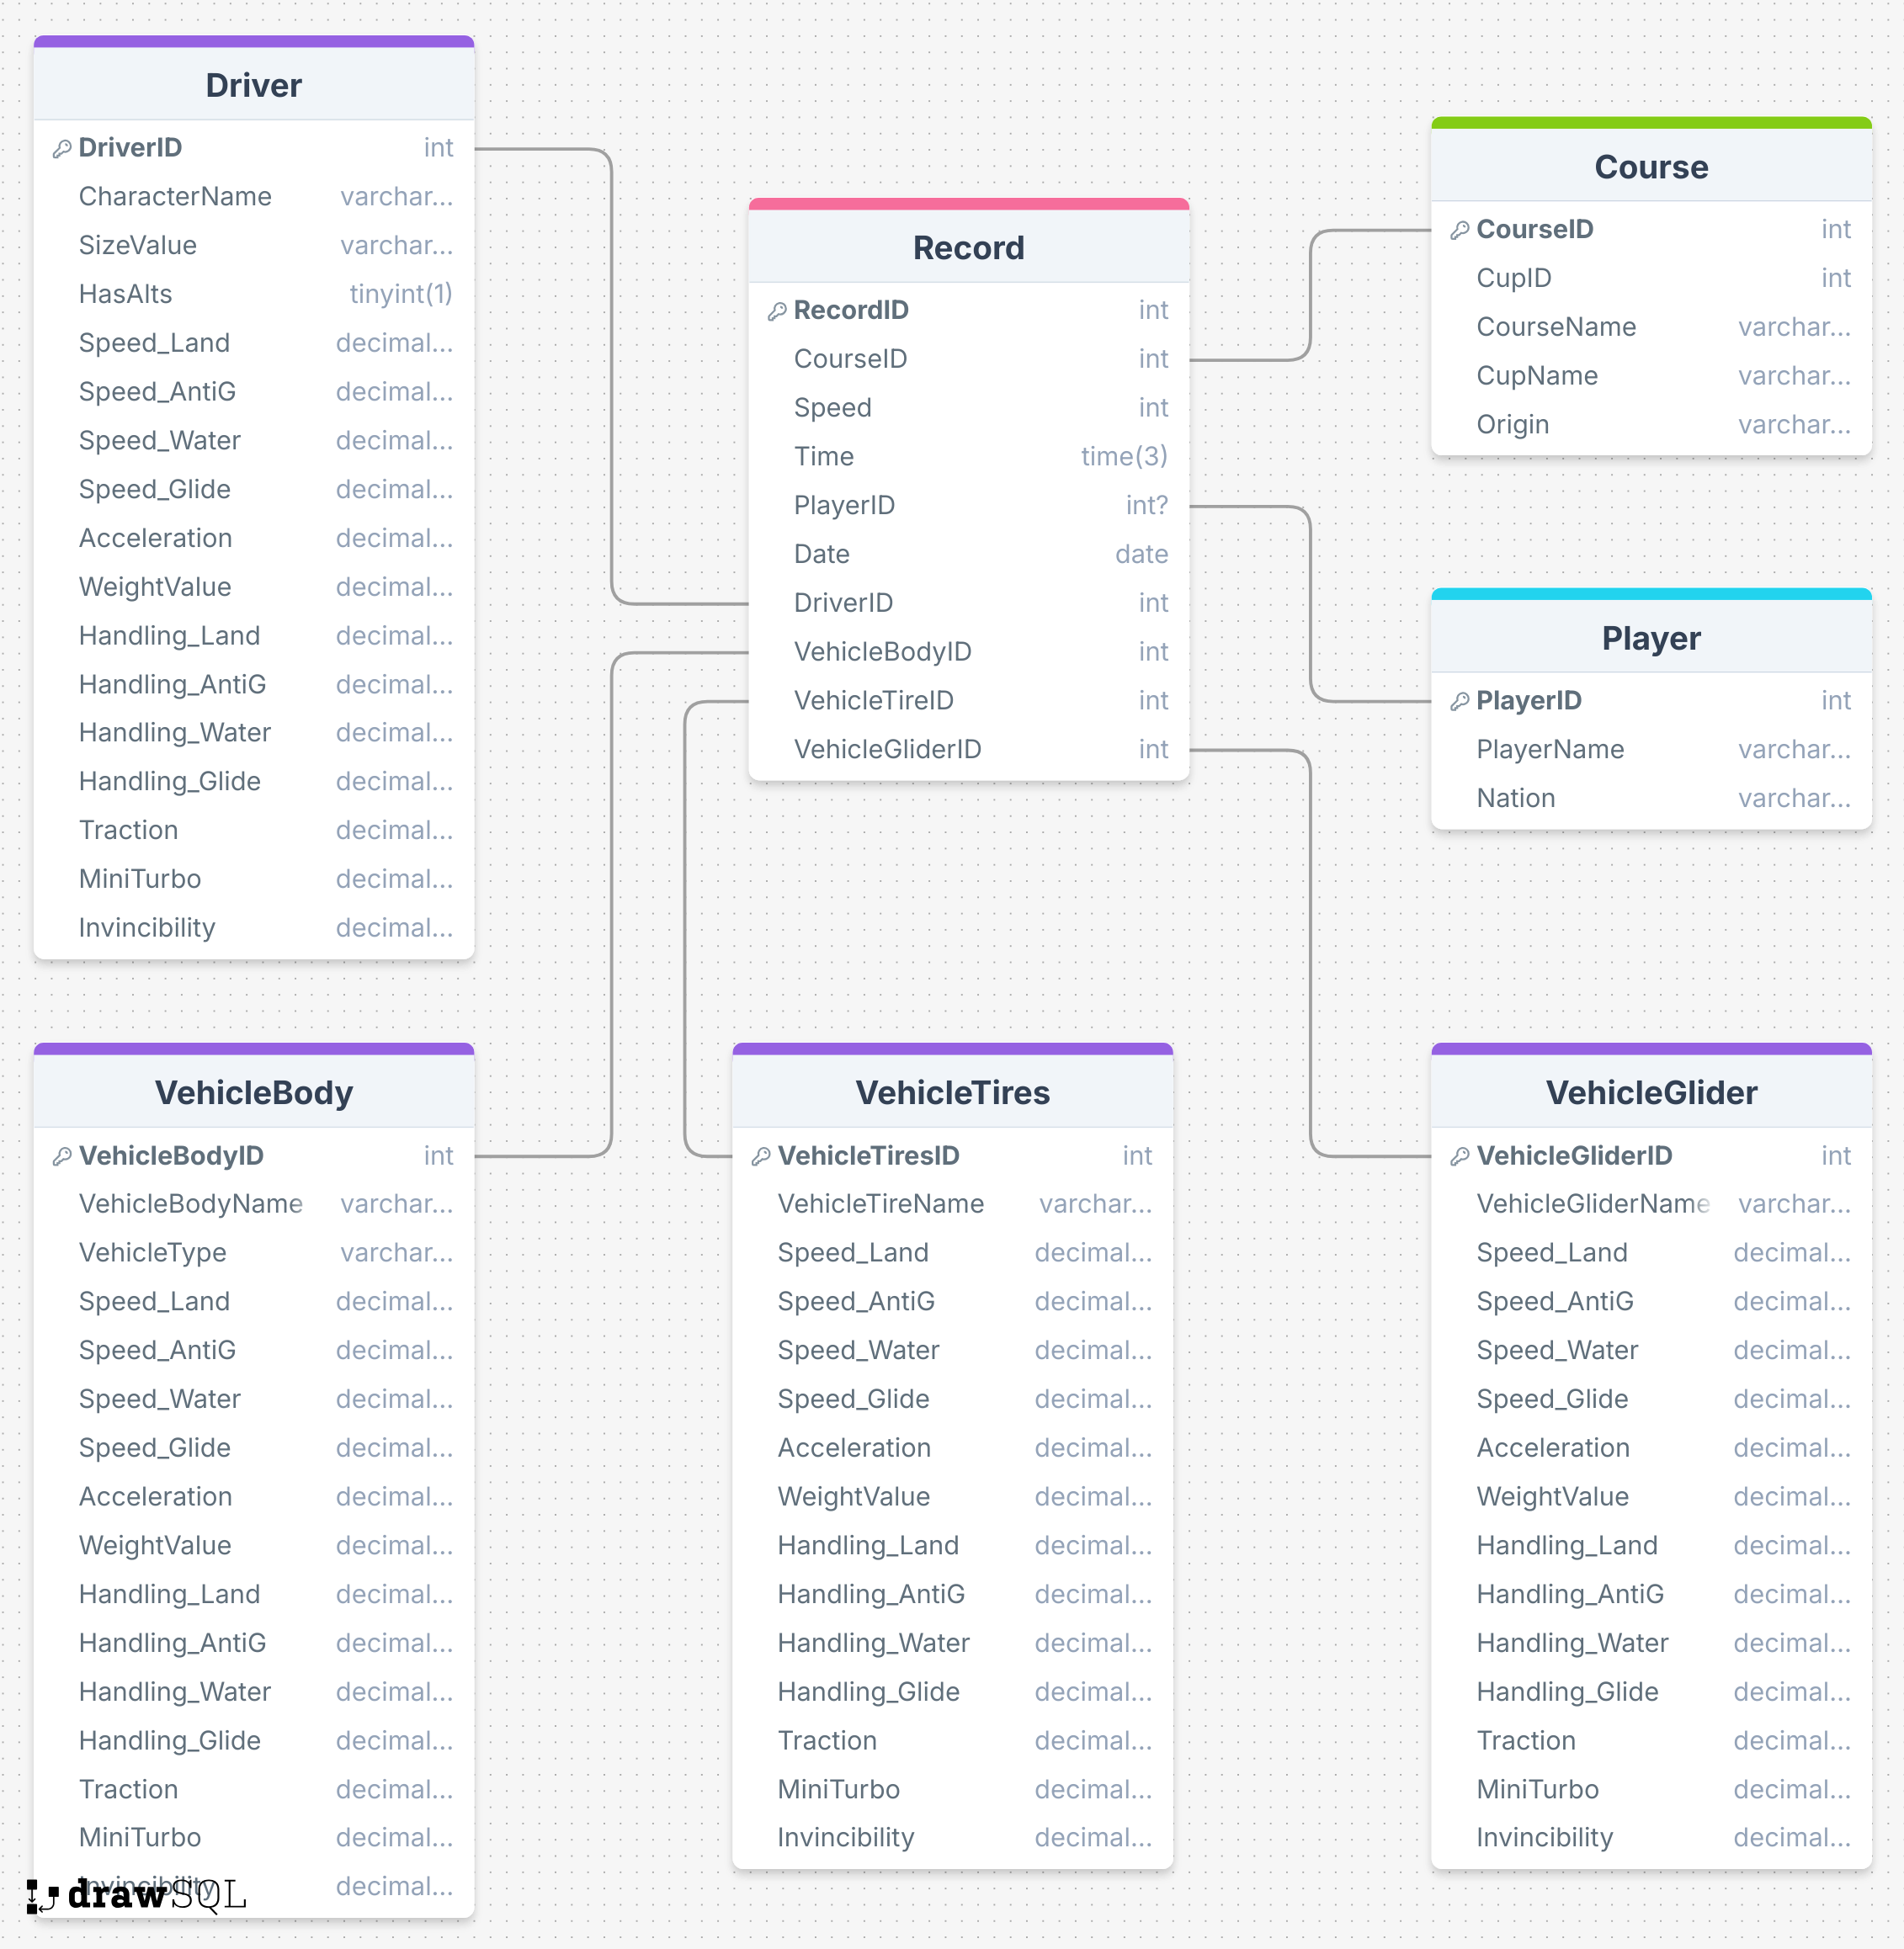 Driver
DriverID int
CharacterName varchar...
SizeValue varchar...
HasAlts tinyint(1)
Speed_Land decimal...
Speed_AntiG decimal...
Speed_Water decimal...
Speed_Glide decimal...
Acceleration decimal...
WeightValue decimal...
Handling_Land decimal...
Handling_AntiG decimal...
Handling_Water decimal...
Handling_Glide decimal...
Traction decimal...
MiniTurbo decimal...
Invincibility decimal...
Record
RecordID int
CourseID int
Speed int
Time time(3)
PlayerID int?
Date date
DriverID int
VehicleBodyID int
VehicleTireID int
VehicleGliderID int
Course
CourseID int
CupID int
CourseName varchar...
CupName varchar...
Origin varchar...
Player
PlayerID int
PlayerName varchar...
Nation varchar...
VehicleBody
VehicleBodyID int
VehicleBodyName varchar...
VehicleType varchar...
Speed_Land decimal...
Speed_AntiG decimal...
Speed_Water decimal...
Speed_Glide decimal...
Acceleration decimal...
WeightValue decimal...
Handling_Land decimal...
Handling_AntiG decimal...
Handling_Water decimal...
Handling_Glide decimal...
Traction decimal...
MiniTurbo decimal...
Invincibility decimal...
drawSQL
VehicleTires
VehicleTiresID int
VehicleTireName varchar...
Speed_Land decimal...
Speed_AntiG decimal...
Speed_Water decimal...
Speed_Glide decimal...
Acceleration decimal...
WeightValue decimal...
Handling_Land decimal...
Handling_AntiG decimal...
Handling_Water decimal...
Handling_Glide decimal...
Traction decimal...
MiniTurbo decimal...
Invincibility decimal...
VehicleGlider
VehicleGliderID int
VehicleGliderName varchar...
Speed_Land decimal...
Speed_AntiG decimal...
Speed_Water decimal...
Speed_Glide decimal...
Acceleration decimal...
WeightValue decimal...
Handling_Land decimal...
Handling_AntiG decimal...
Handling_Water decimal...
Handling_Glide decimal...
Traction decimal...
MiniTurbo decimal...
Invincibility decimal...